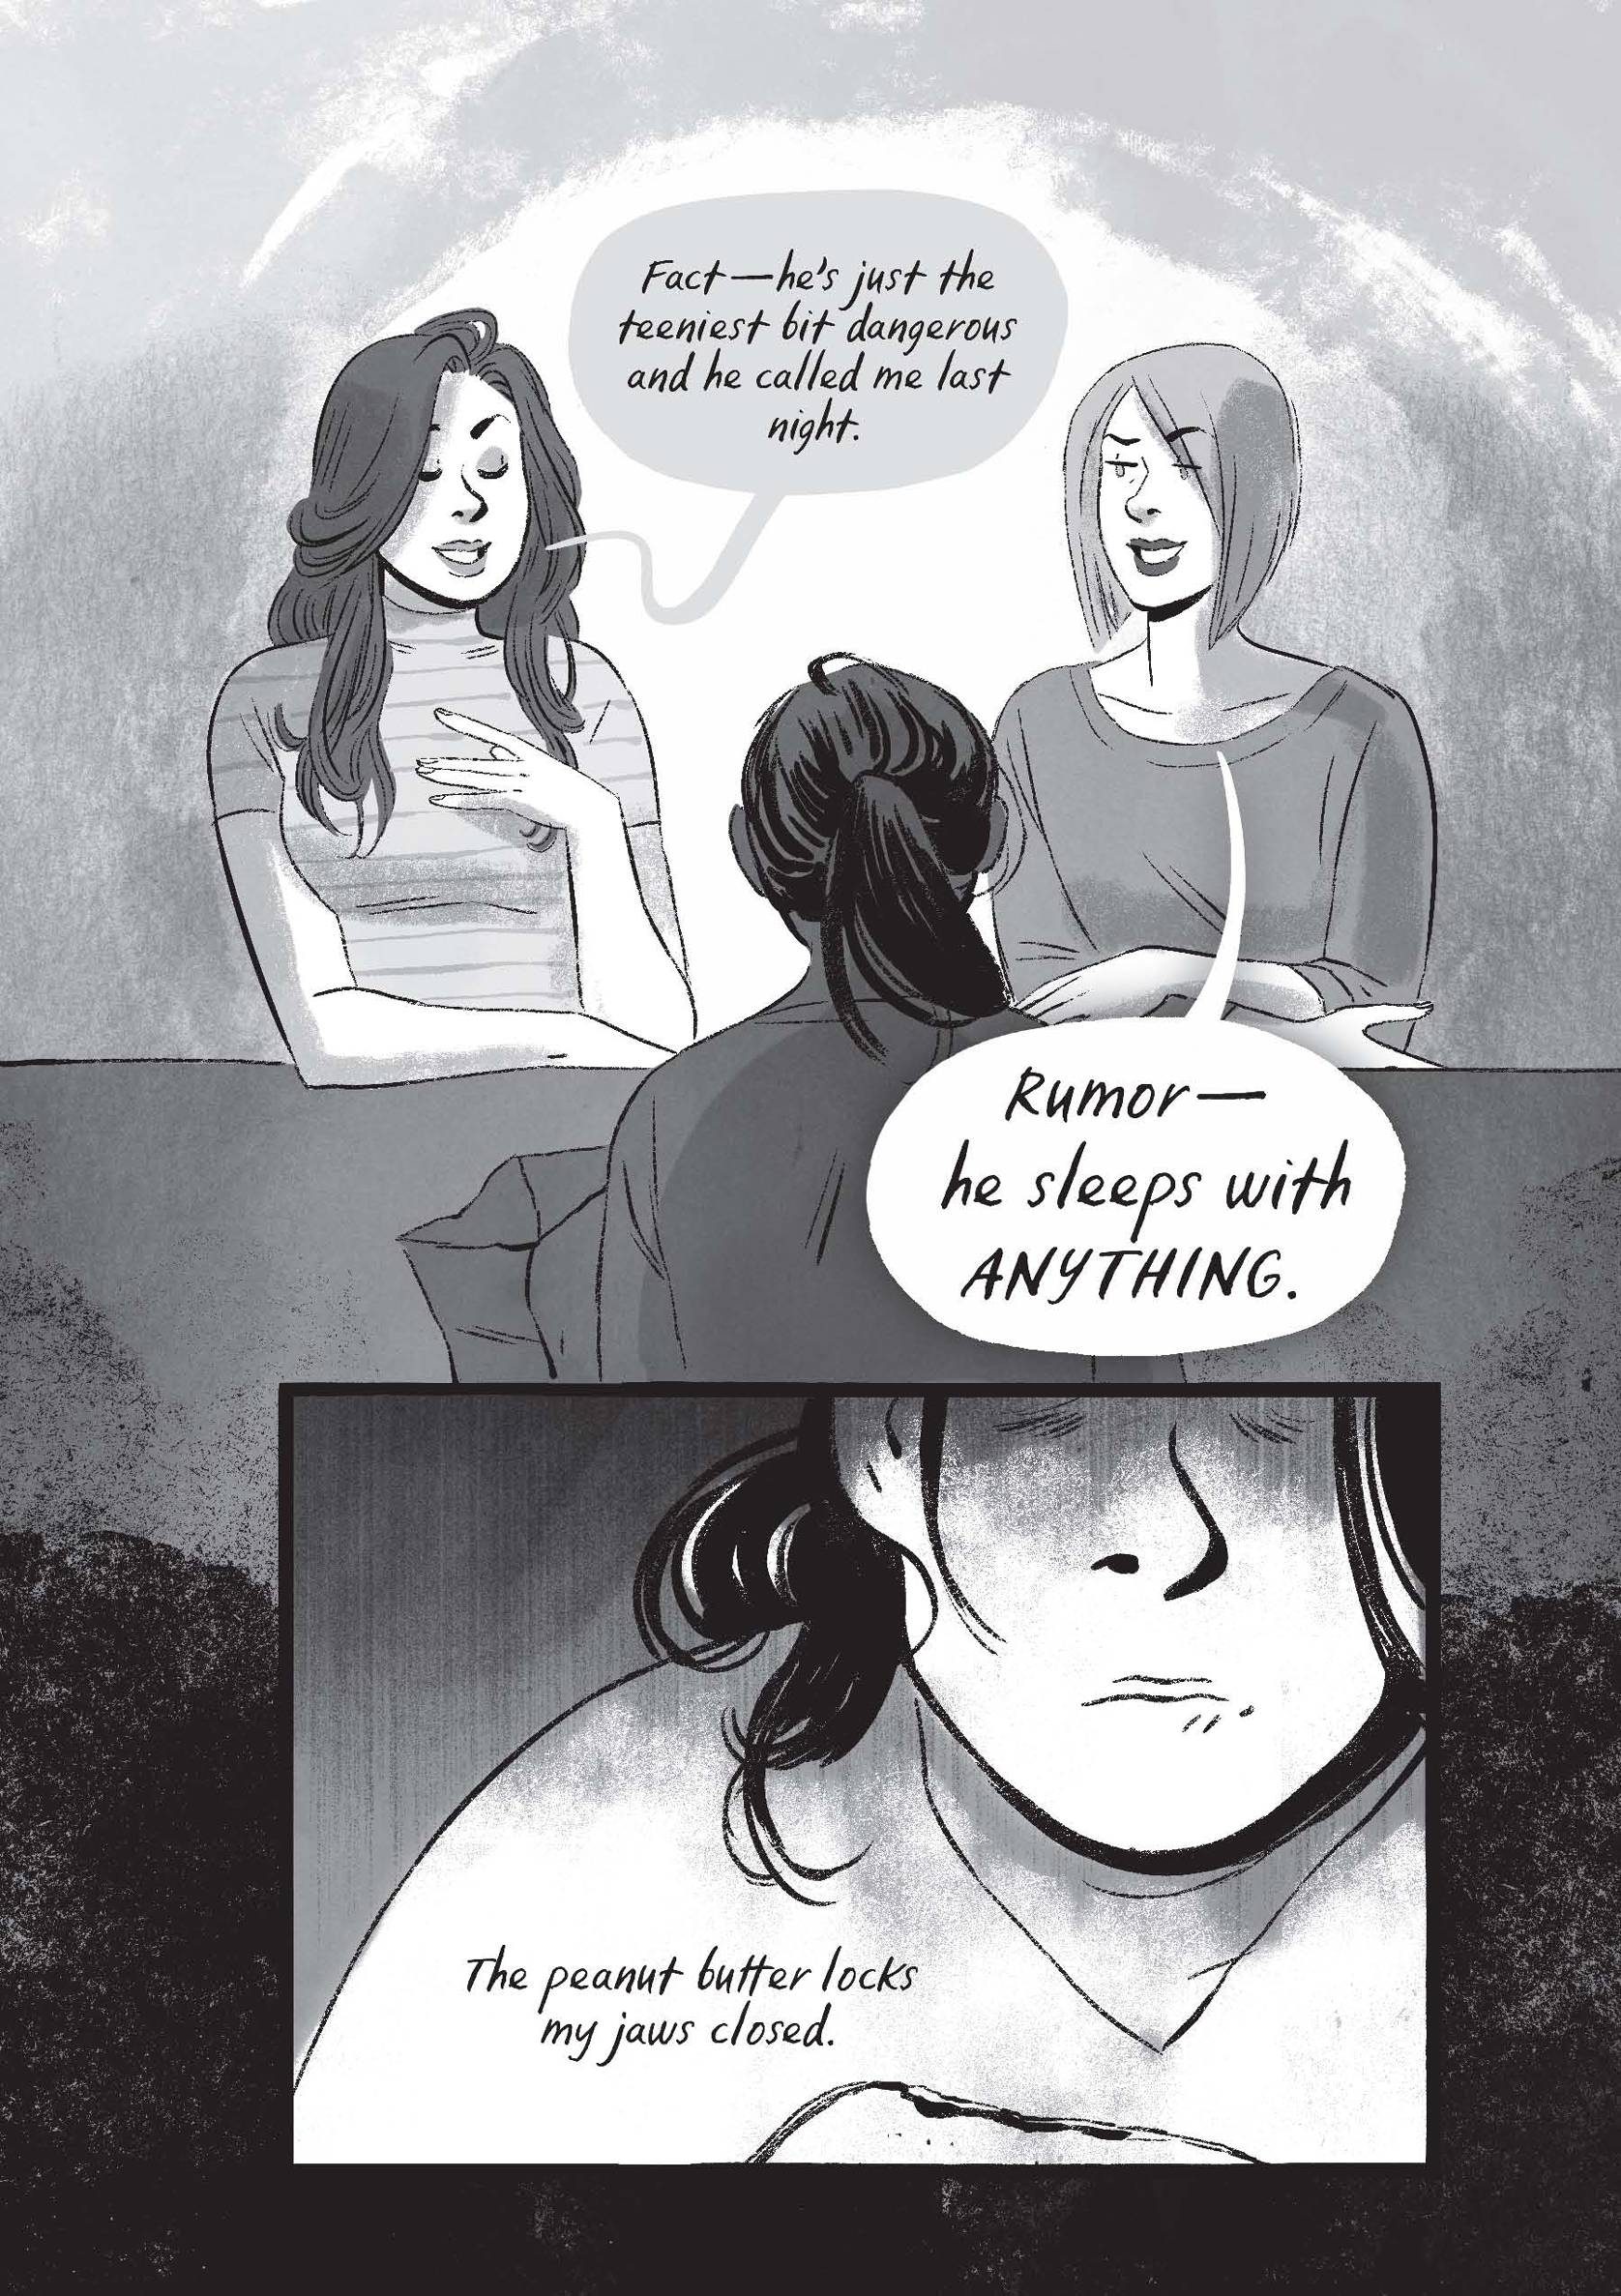 Fact—he's just the
teeniest bit dangerous
and he called me last
night.
Rumor—
he sleeps with
ANYTHING.
The peanut butter locks
my jaws closed.